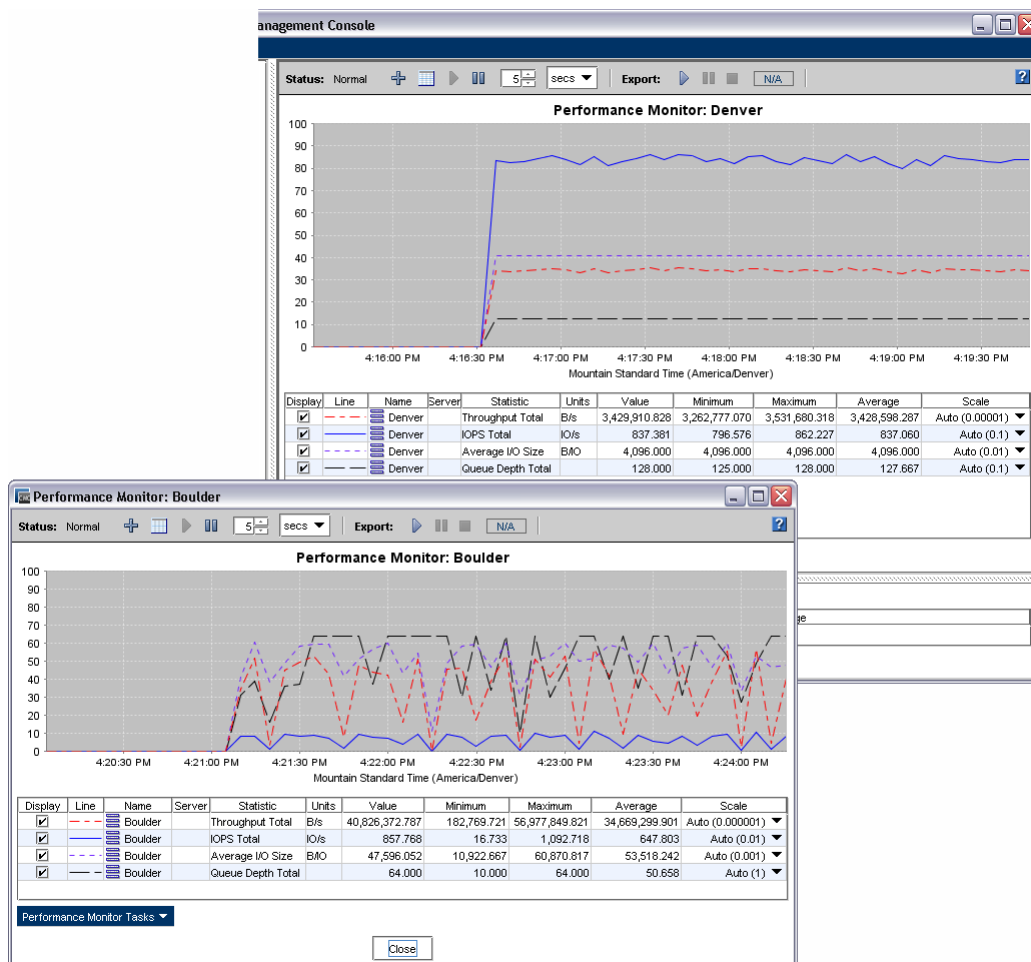 anagement Console
Status: Normal 5 secs Export: N/A ?
Performance Monitor: Denver
100
90
80
70
60
50
40
30
20
10
0
4:16:00 PM 4:16:30 PM 4:17:00 PM 4:17:30 PM 4:18:00 PM 4:18:30 PM 4:19:00 PM 4:19:30 PM
Mountain Standard Time (America/Denver)
Display Line Name Server Statistic Units Value Minimum Maximum Average Scale
Denver Throughput Total B/s 3,429,910.828 3,262,777.070 3,531,680.318 3,428,598.287 Auto (0.00001)
Denver IOPS Total IO/s 837.381 796.576 862.227 837.060 Auto (0.1)
Denver Average I/O Size B/IO 4,096.000 4,096.000 4,096.000 4,096.000 Auto (0.01)
Denver Queue Depth Total 128.000 125.000 128.000 127.667 Auto (0.1)
ge
Performance Monitor: Boulder
Status: Normal 5 secs Export: N/A ?
Performance Monitor: Boulder
100
90
80
70
60
50
40
30
20
10
0
4:20:30 PM 4:21:00 PM 4:21:30 PM 4:22:00 PM 4:22:30 PM 4:23:00 PM 4:23:30 PM 4:24:00 PM
Mountain Standard Time (America/Denver)
Display Line Name Server Statistic Units Value Minimum Maximum Average Scale
Boulder Throughput Total B/s 40,826,372.787 182,769.721 56,977,849.821 34,669,299.901 Auto (0.000001)
Boulder IOPS Total IO/s 857.768 16.733 1,092.718 647.803 Auto (0.01)
Boulder Average I/O Size B/IO 47,596.052 10,922.667 60,870.817 53,518.242 Auto (0.001)
Boulder Queue Depth Total 64.000 10.000 64.000 50.658 Auto (1)
Performance Monitor Tasks
Close